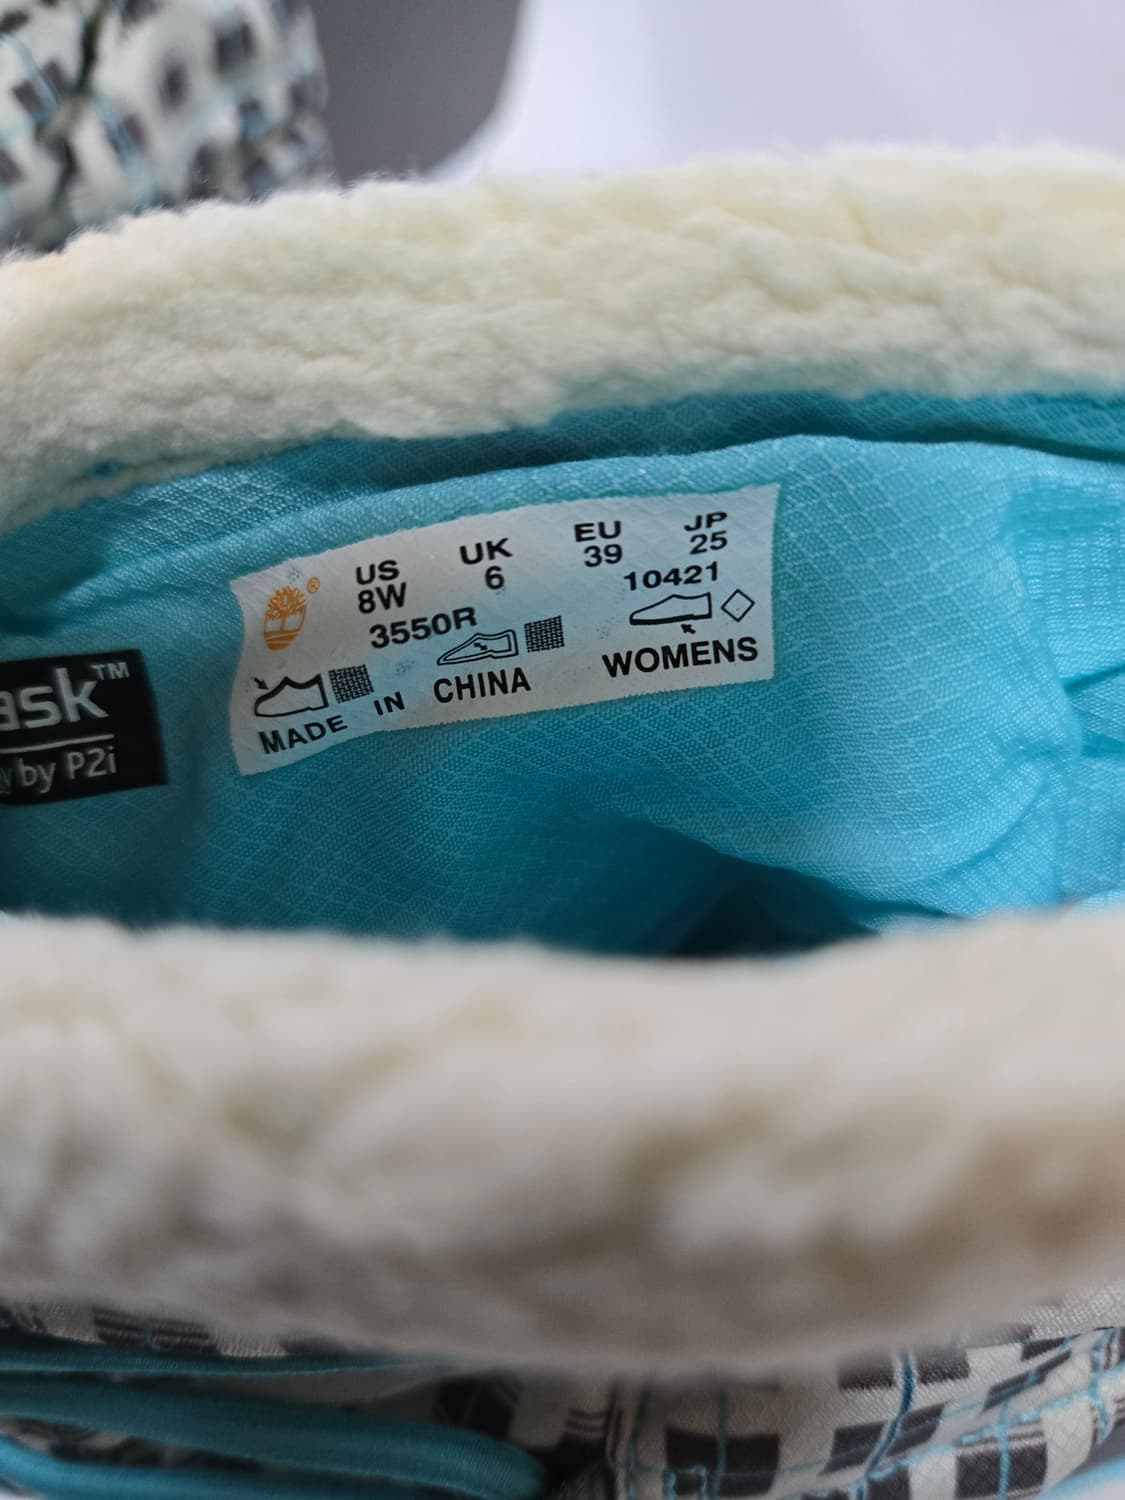 US UK EU JP
8W 6 39 25
3550R 10421
MADE IN CHINA WOMENS
ask™
by P2i
®